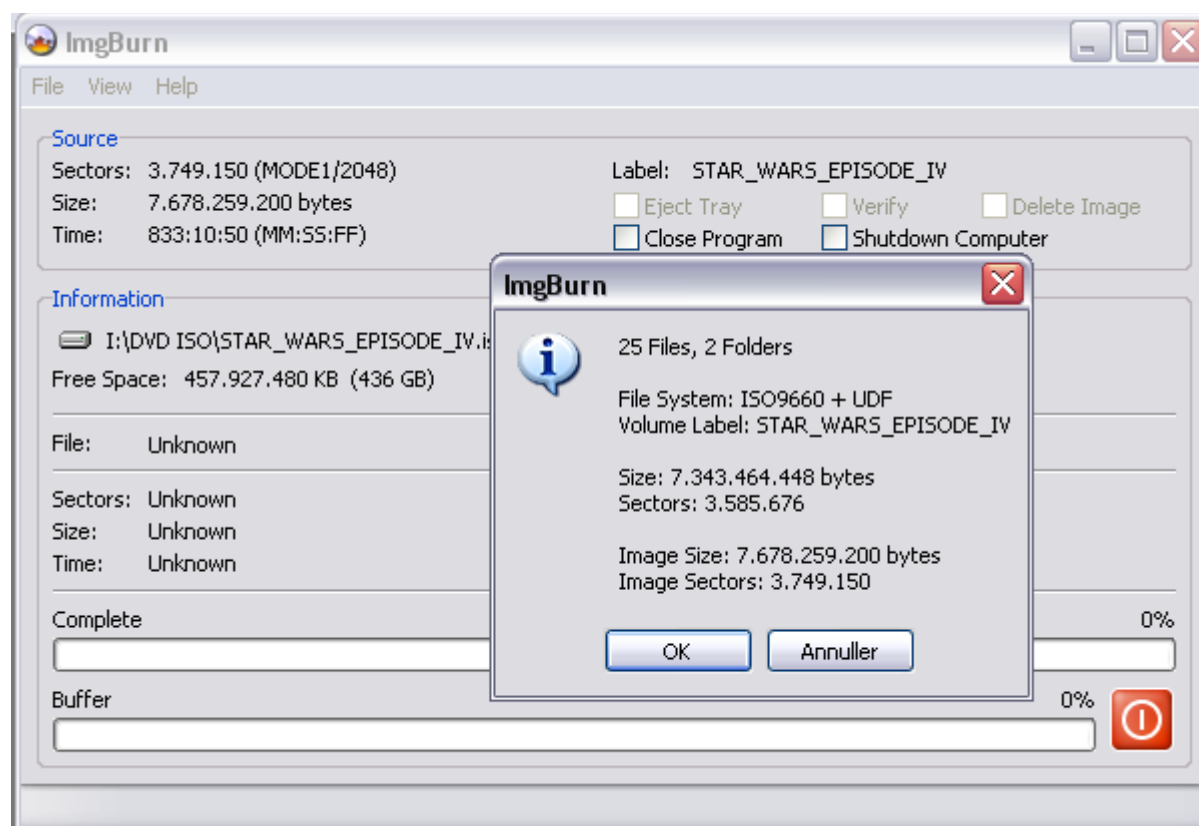 ImgBurn
File View Help
Source
Sectors: 3.749.150 (MODE1/2048)
Size: 7.678.259.200 bytes
Time: 833:10:50 (MM:SS:FF)
Label: STAR_WARS_EPISODE_IV
Eject Tray Verify Delete Image
Close Program Shutdown Computer
Information
I:\DVD ISO\STAR_WARS_EPISODE_IV.i
Free Space: 457.927.480 KB (436 GB)
File: Unknown
Sectors: Unknown
Size: Unknown
Time: Unknown
Complete 0%
Buffer 0%
ImgBurn
25 Files, 2 Folders
File System: ISO9660 + UDF
Volume Label: STAR_WARS_EPISODE_IV
Size: 7.343.464.448 bytes
Sectors: 3.585.676
Image Size: 7.678.259.200 bytes
Image Sectors: 3.749.150
OK Annuller